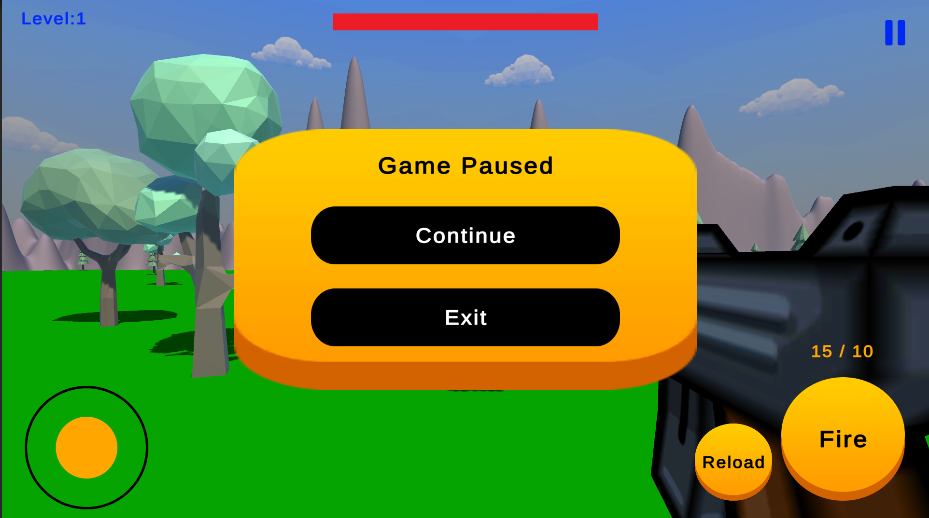 Level:1
Game Paused
Continue
Exit
15 / 10
Fire
Reload